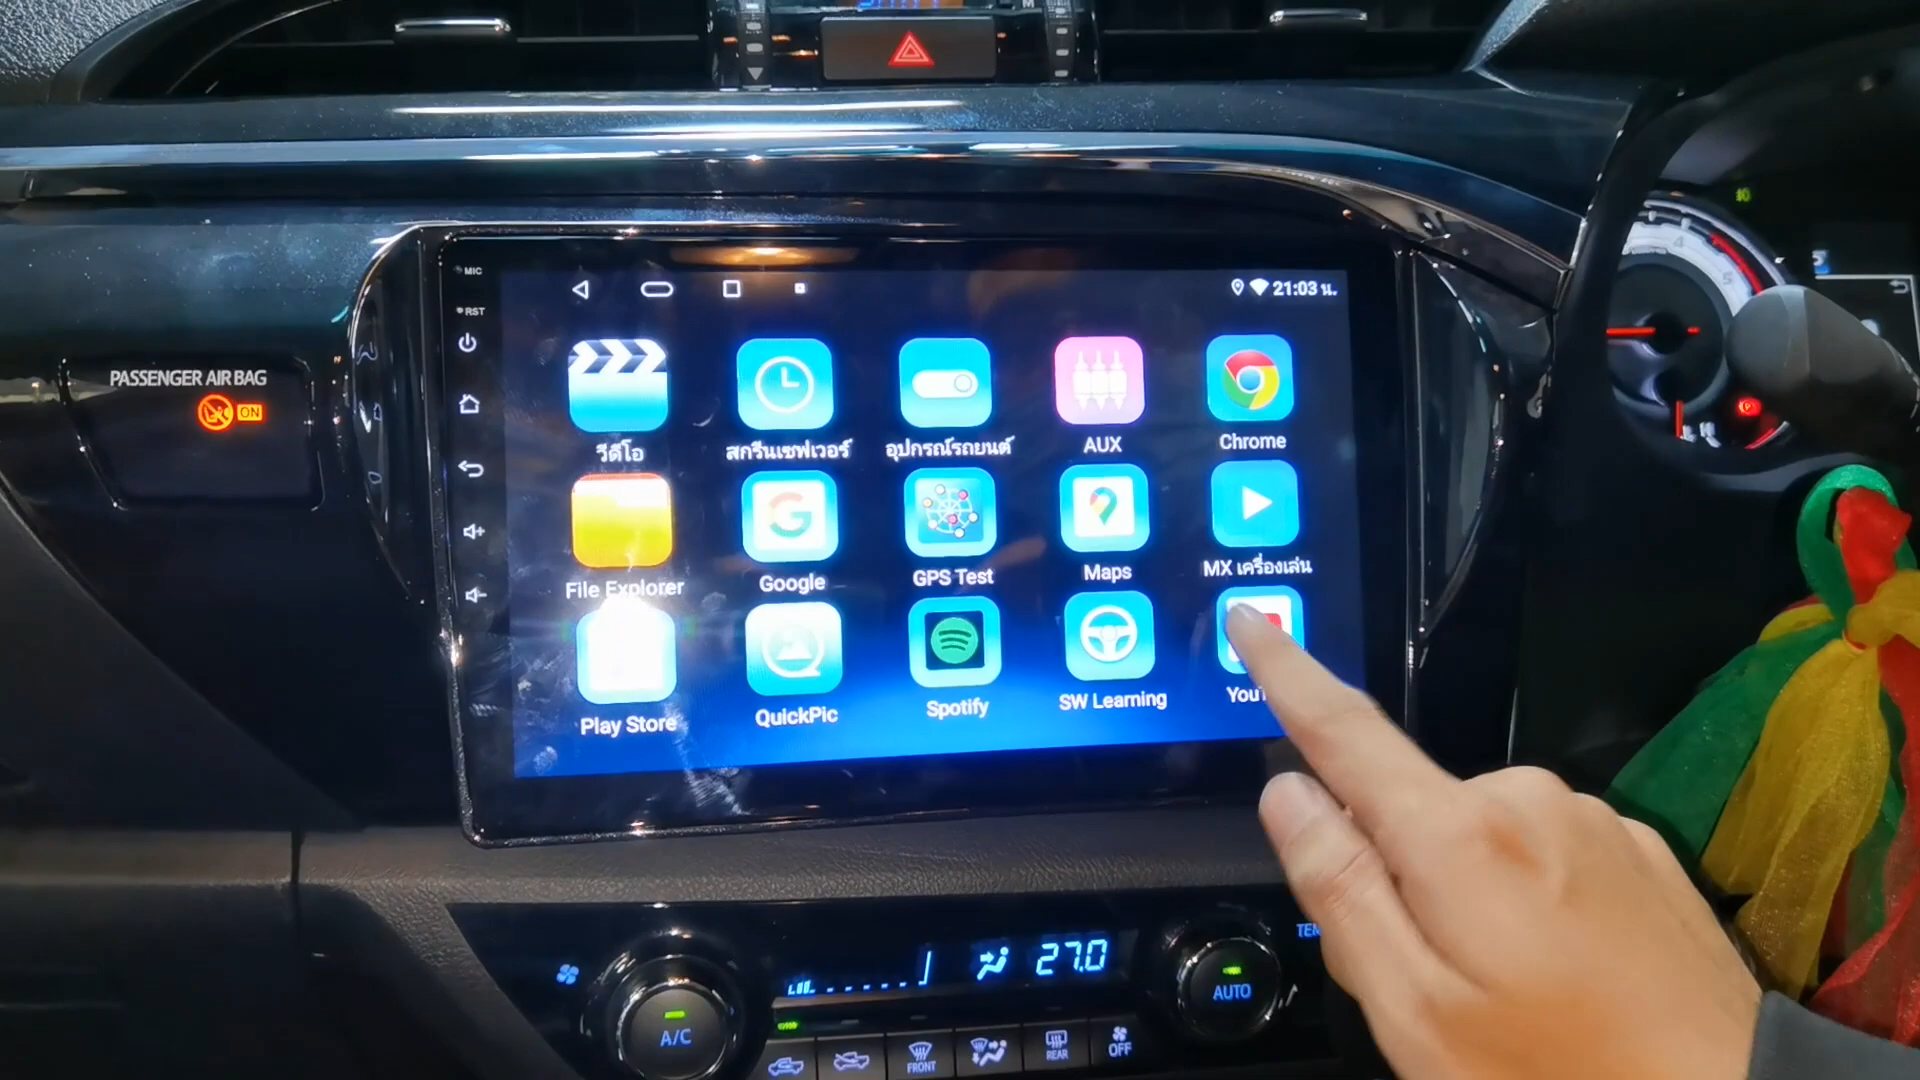 MIC
RST
21:03 น.
PASSENGER AIR BAG
ON
วีดีโอ
สกรีนเซฟเวอร์
อุปกรณ์รถยนต์
AUX
Chrome
File Explorer
Google
GPS Test
Maps
MX เครื่องเล่น
Play Store
QuickPic
Spotify
SW Learning
YouT
27.0
TEM
A/C
AUTO
FRONT
REAR
OFF